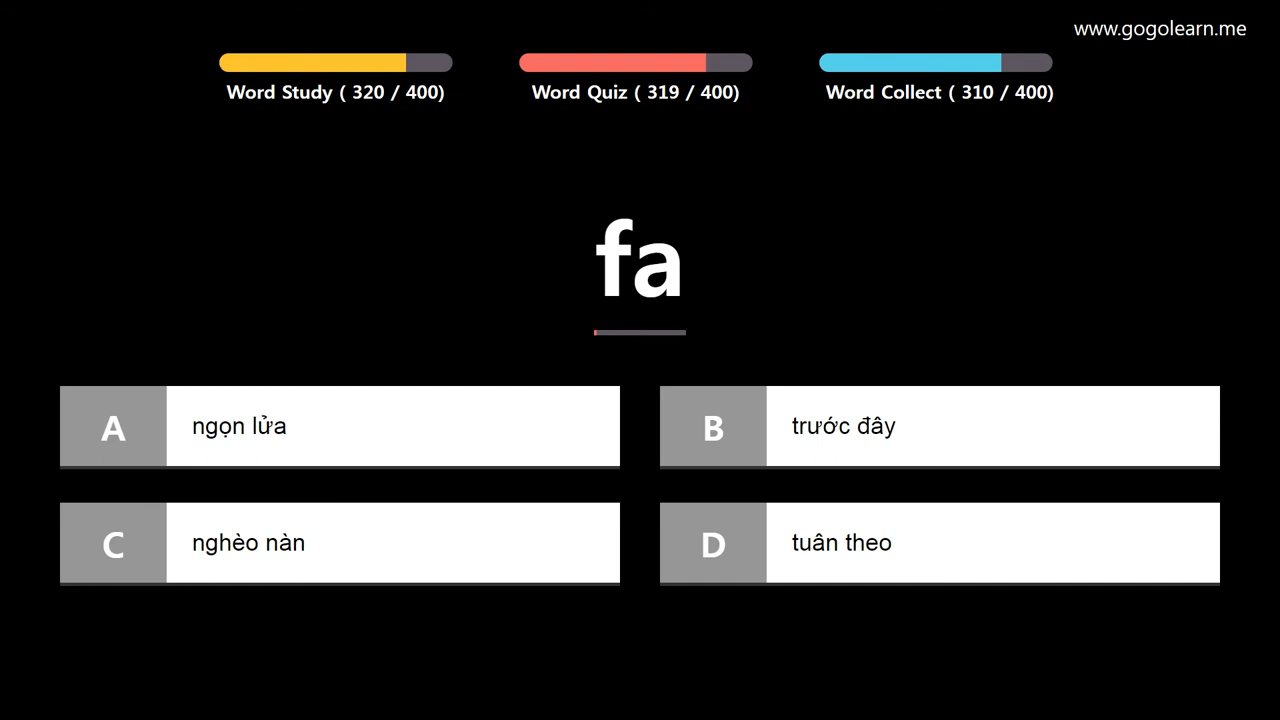 www.gogolearn.me
Word Study ( 320 / 400)
Word Quiz ( 319 / 400)
Word Collect ( 310 / 400)
fa
A ngọn lửa
B trước đây
C nghèo nàn
D tuân theo